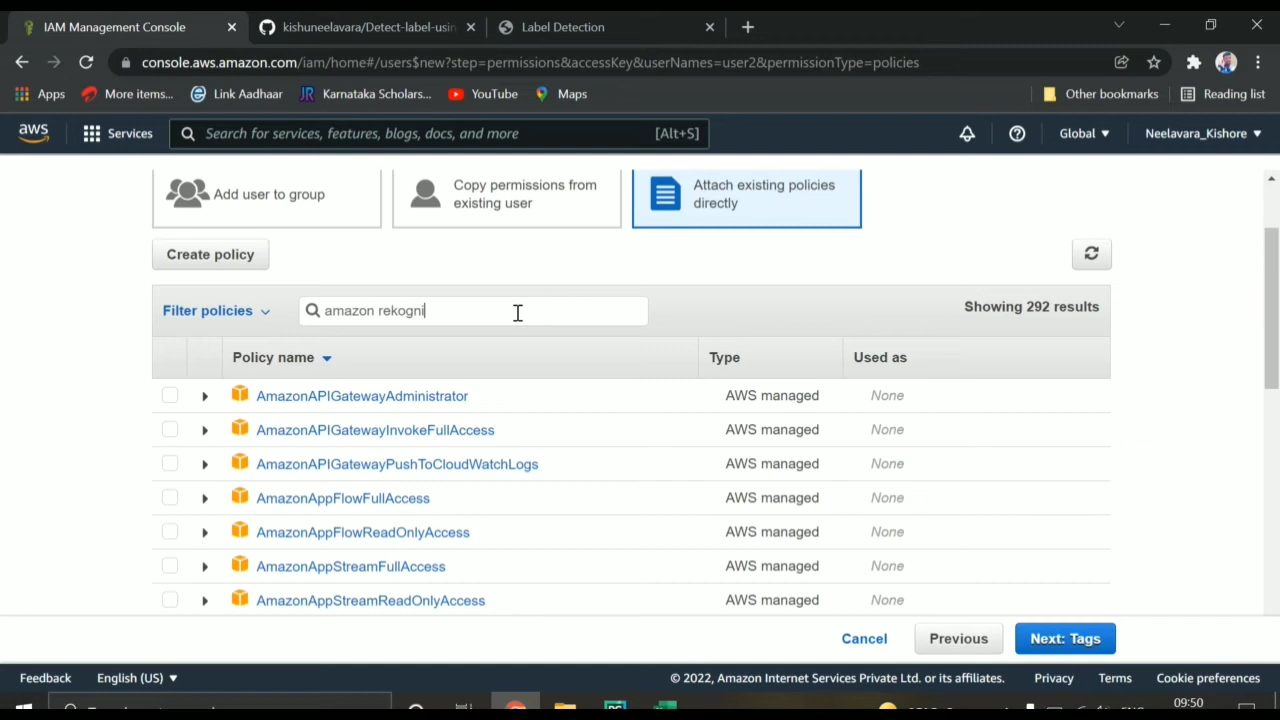 IAM Management Console
kishuneelavara/Detect-label-usin
Label Detection
console.aws.amazon.com/iam/home#/users$new?step=permissions&accessKey&userNames=user2&permissionType=policies
Apps
More items...
Link Aadhaar
Karnataka Scholars...
YouTube
Maps
Other bookmarks
Reading list
aws
Services
Search for services, features, blogs, docs, and more
[Alt+S]
Global
Neelavara_Kishore
Add user to group
Copy permissions from
existing user
Attach existing policies
directly
Create policy
Filter policies
amazon rekogni
Showing 292 results
Policy name
Type
Used as
AmazonAPIGatewayAdministrator AWS managed None
AmazonAPIGatewayInvokeFullAccess AWS managed None
AmazonAPIGatewayPushToCloudWatchLogs AWS managed None
AmazonAppFlowFullAccess AWS managed None
AmazonAppFlowReadOnlyAccess AWS managed None
AmazonAppStreamFullAccess AWS managed None
AmazonAppStreamReadOnlyAccess AWS managed None
Cancel
Previous
Next: Tags
Feedback
English (US)
© 2022, Amazon Internet Services Private Ltd. or its affiliates.
Privacy
Terms
Cookie preferences
09:50